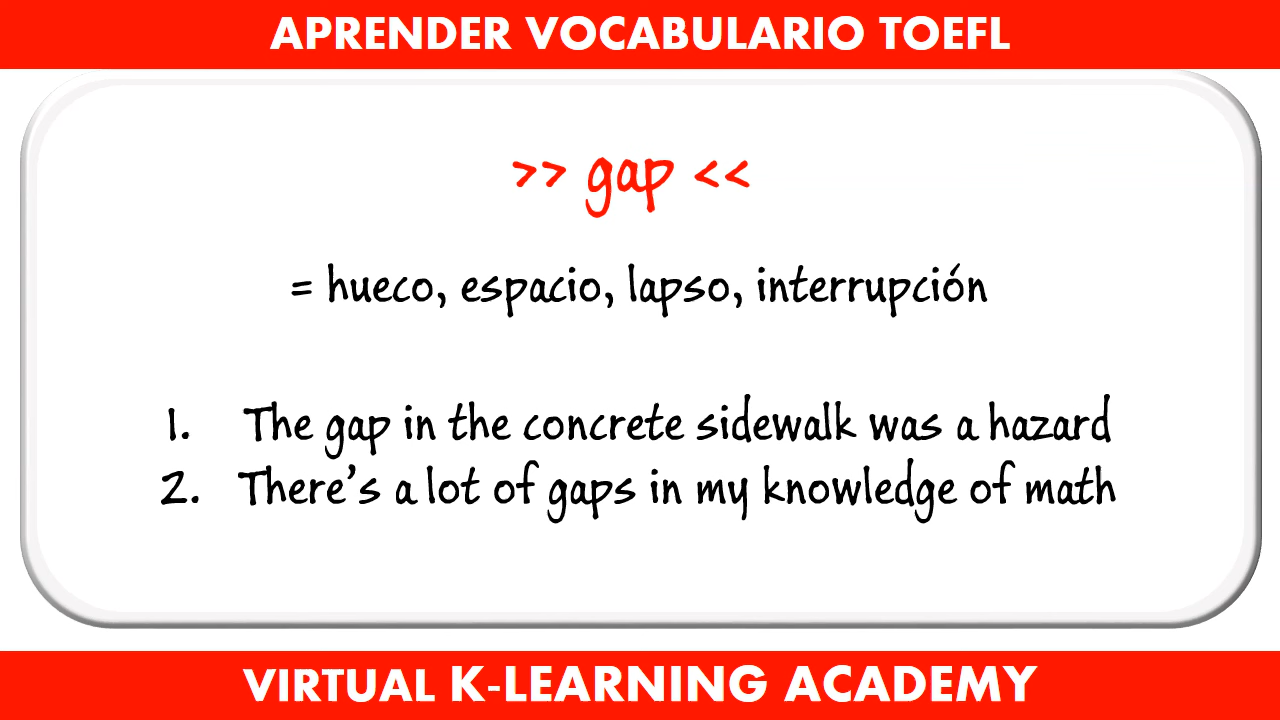 APRENDER VOCABULARIO TOEFL
>> gap <<
= hueco, espacio, lapso, interrupción
1. The gap in the concrete sidewalk was a hazard
2. There's a lot of gaps in my knowledge of math
VIRTUAL K-LEARNING ACADEMY